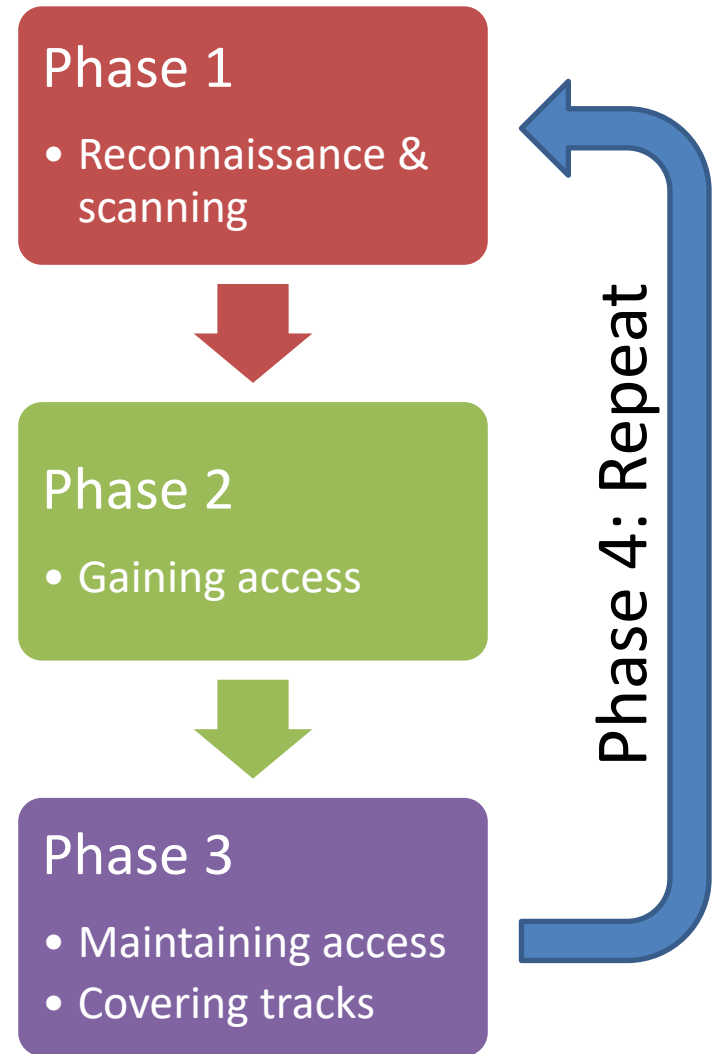 Phase 1
• Reconnaissance &
scanning
Phase 2
• Gaining access
Phase 3
• Maintaining access
• Covering tracks
Phase 4: Repeat